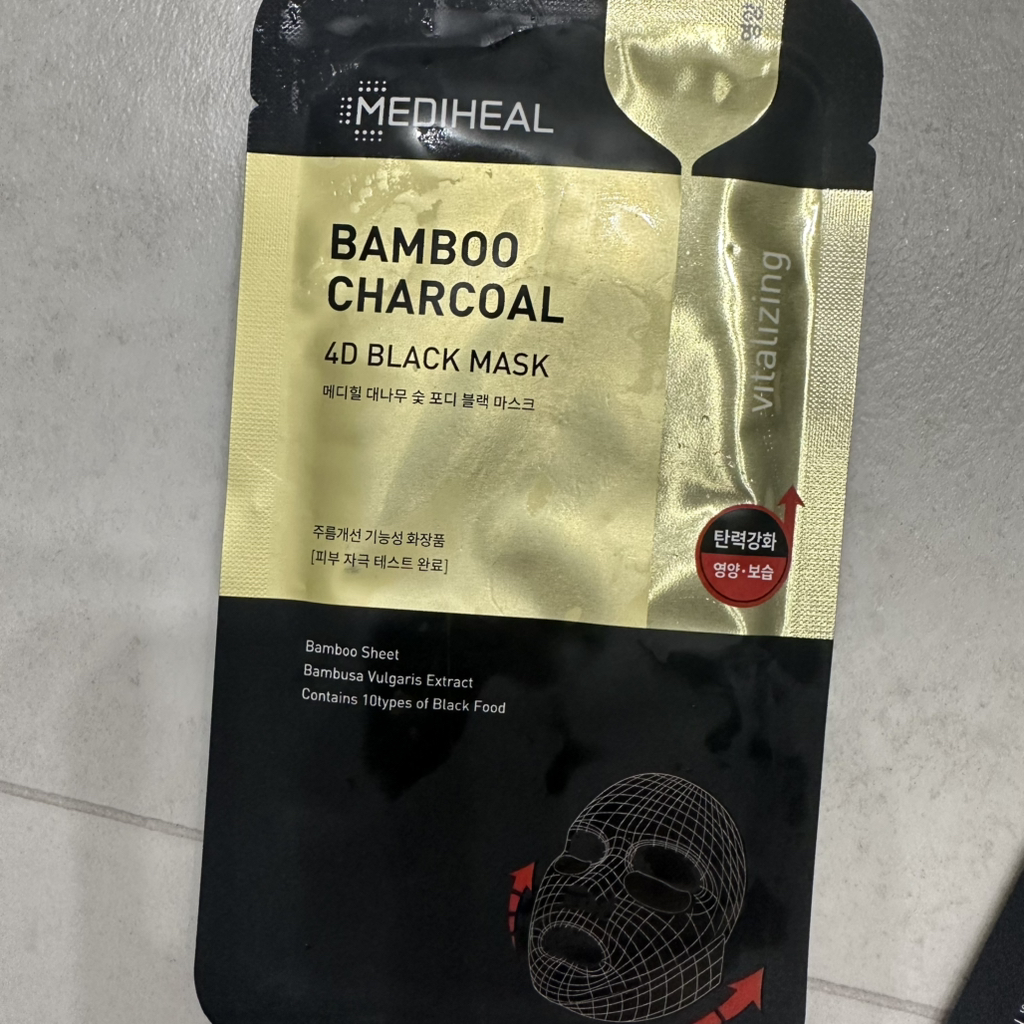 영양
MEDIHEAL
BAMBOO
CHARCOAL
4D BLACK MASK
메디힐 대나무 숯 포디 블랙 마스크
vitalizing
주름개선 기능성 화장품
[피부 자극 테스트 완료]
탄력강화
영양·보습
Bamboo Sheet
Bambusa Vulgaris Extract
Contains 10types of Black Food